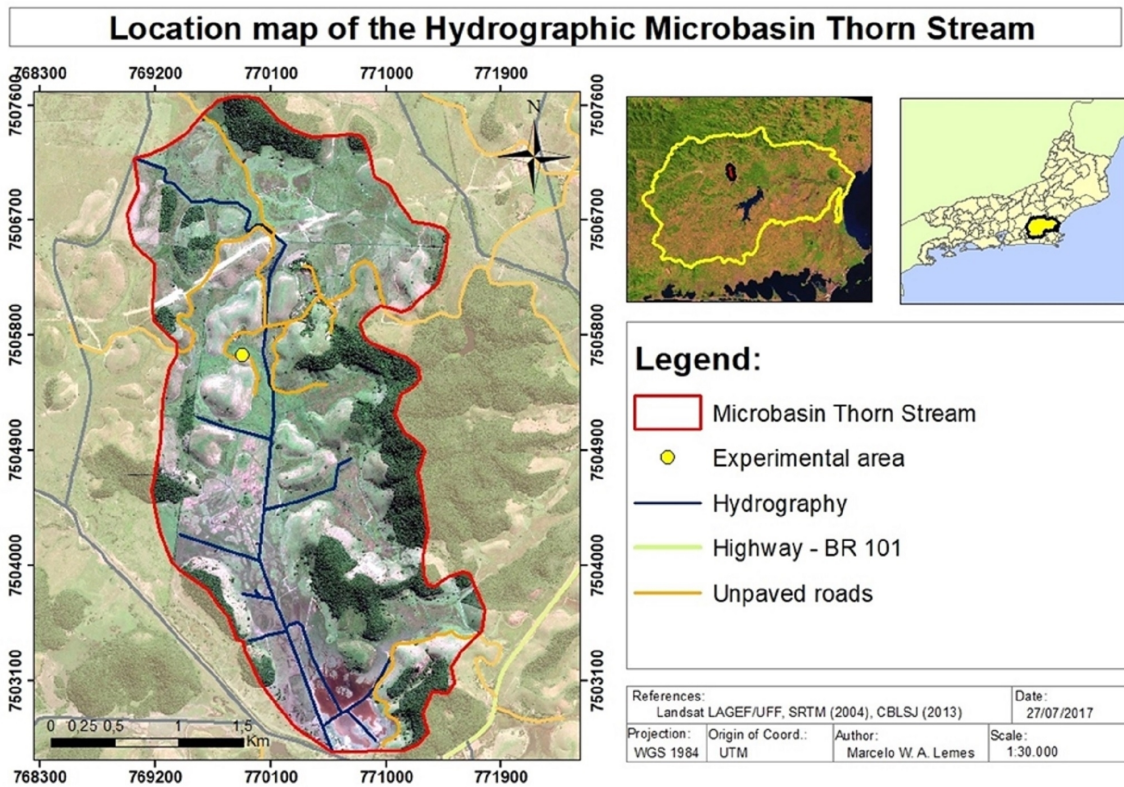 Location map of the Hydrographic Microbasin Thorn Stream
768300 769200 770100 771000 771900
N
7507600
7506700
7505800
7504900
7504000
7503100
7507600
7506700
7505800
7504900
7504000
7503100
0 0,25 0,5 1 1,5
Km
768300 769200 770100 771000 771900
Legend:
Microbasin Thorn Stream
Experimental area
Hydrography
Highway - BR 101
Unpaved roads
References:
Landsat LAGEF/UFF, SRTM (2004), CBLSJ (2013)
Date:
27/07/2017
Projection:
WGS 1984
Origin of Coord.:
UTM
Author:
Marcelo W. A. Lemes
Scale:
1:30.000